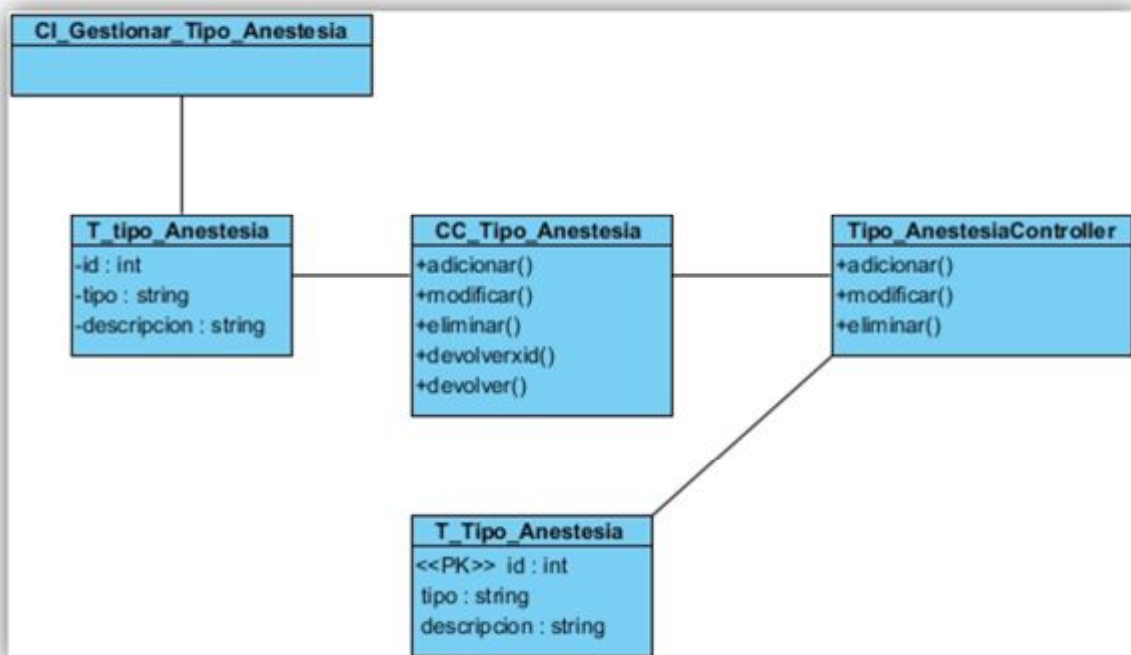 CI_Gestionar_Tipo_Anestesia
T_tipo_Anestesia
-id : int
-tipo : string
-descripcion : string
CC_Tipo_Anestesia
+adicionar()
+modificar()
+eliminar()
+devolverxid()
+devolver()
Tipo_AnestesiaController
+adicionar()
+modificar()
+eliminar()
T_Tipo_Anestesia
<<PK>> id : int
tipo : string
descripcion : string